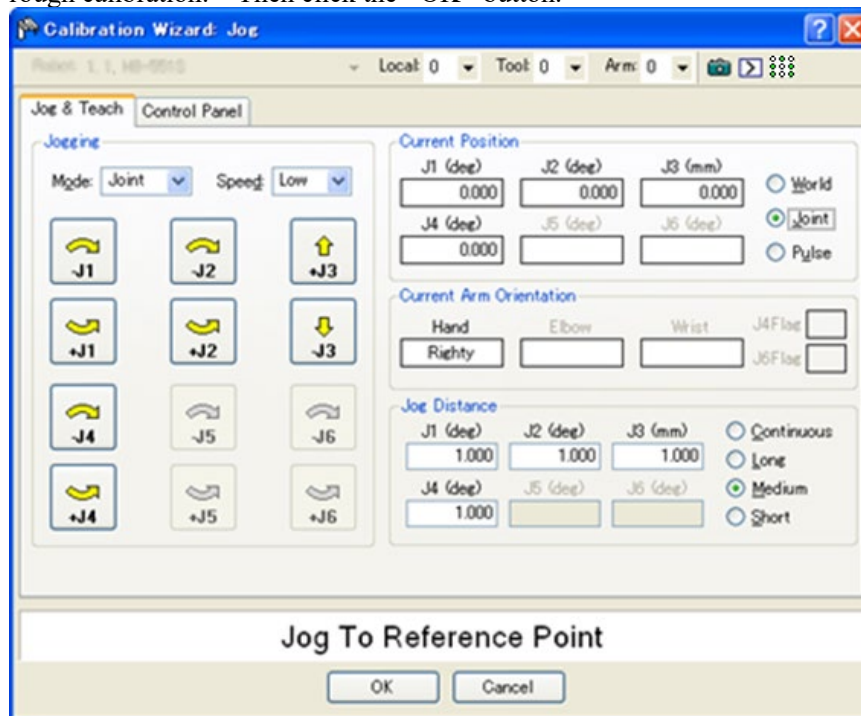 rough calibration. Then click the "OK" button.
Calibration Wizard: Jog
Local: 0 Tool: 0 Arm: 0
Jog & Teach Control Panel
Jogging
Mode: Joint Speed: Low
-J1 -J2 +J3
+J1 +J2 -J3
-J4 -J5 -J6
+J4 +J5 +J6
Current Position
J1 (deg) J2 (deg) J3 (mm)
0.000 0.000 0.000
J4 (deg) J5 (deg) J6 (deg)
0.000
World
Joint
Pulse
Current Arm Orientation
Hand Elbow Wrist J4Flag
Righty J6Flag
Jog Distance
J1 (deg) J2 (deg) J3 (mm)
1.000 1.000 1.000
J4 (deg) J5 (deg) J6 (deg)
1.000
Continuous
Long
Medium
Short
Jog To Reference Point
OK Cancel